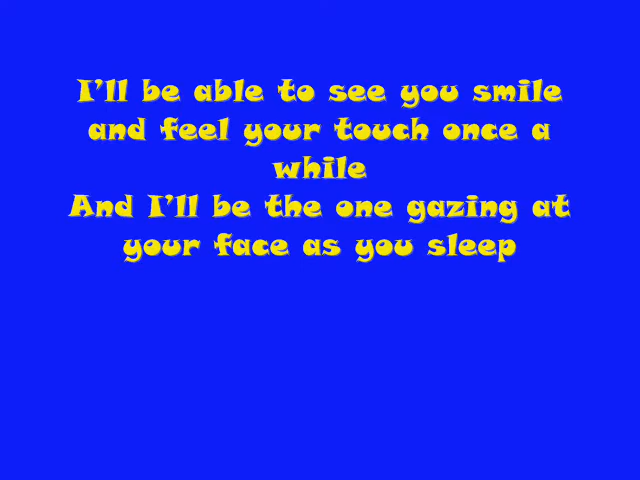 I'll be able to see you smile
and feel your touch once a
while
And I'll be the one gazing at
your face as you sleep